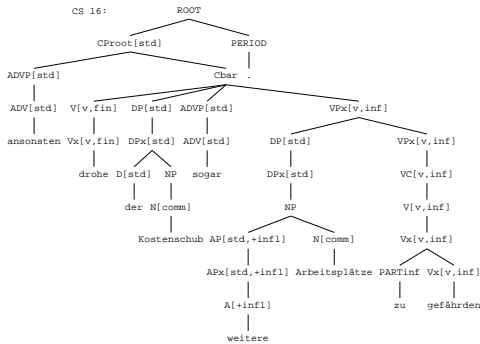 CS 16: ROOT
CProot[std] PERIOD
ADVP[std] Cbar .
ADV[std] V[v,fin] DP[std] ADVP[std] VPx[v,inf]
ansonsten Vx[v,fin] DPx[std] ADV[std] DP[std] VPx[v,inf]
drohe D[std] NP sogar DPx[std] VC[v,inf]
der N[comm] NP V[v,inf]
Kostenschub AP[std,+infl] N[comm] Vx[v,inf]
APx[std,+infl] Arbeitsplätze PARTinf Vx[v,inf]
A[+infl] zu gefährden
weitere